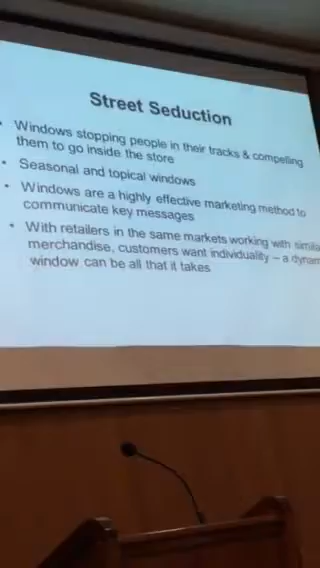 Street Seduction
• Windows stopping people in their tracks & compelling
them to go inside the store
• Seasonal and topical windows
• Windows are a highly effective marketing method to
communicate key messages
• With retailers in the same markets working with
merchandise, customers want individuality – a
window can be all that it takes